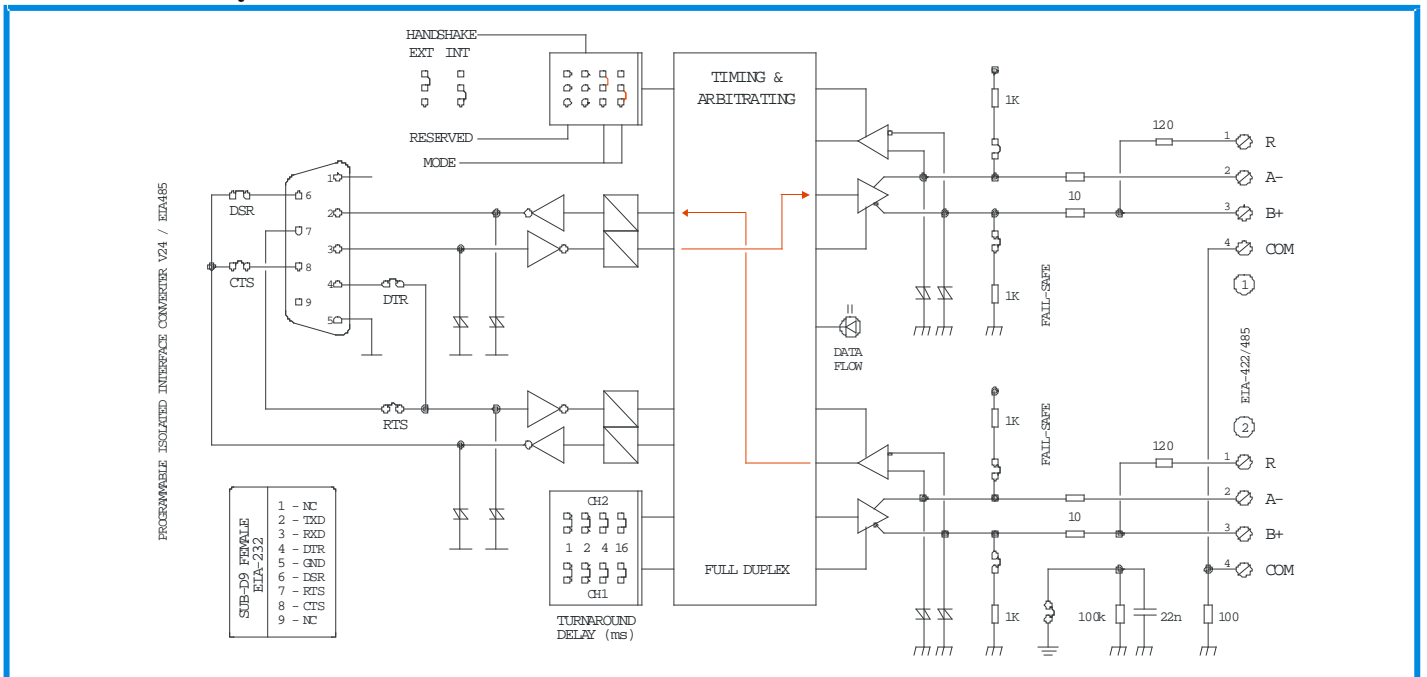 HANDSHAKE
EXT INT
RESERVED
MODE
TIMING &
ARBITRATING
1K
120
1
R
2
A-
10
3
B+
4
COM
1
1K
FAIL-SAFE
DATA
FLOW
PROGRAMMABLE ISOLATED INTERFACE CONVERTER V24 / EIA485
DSR
CTS
1
6
2
7
3
8
4
9
5
DTR
RTS
EIA-422/485
2
1K
FAIL-SAFE
120
1
R
2
A-
10
3
B+
4
COM
SUB-D9 FEMALE
EIA-232
1 - NC
2 - TXD
3 - RXD
4 - DTR
5 - GND
6 - DSR
7 - RTS
8 - CTS
9 - NC
CH2
1 2 4 16
CH1
TURNAROUND
DELAY (ms)
FULL DUPLEX
1K
100k
22n
100